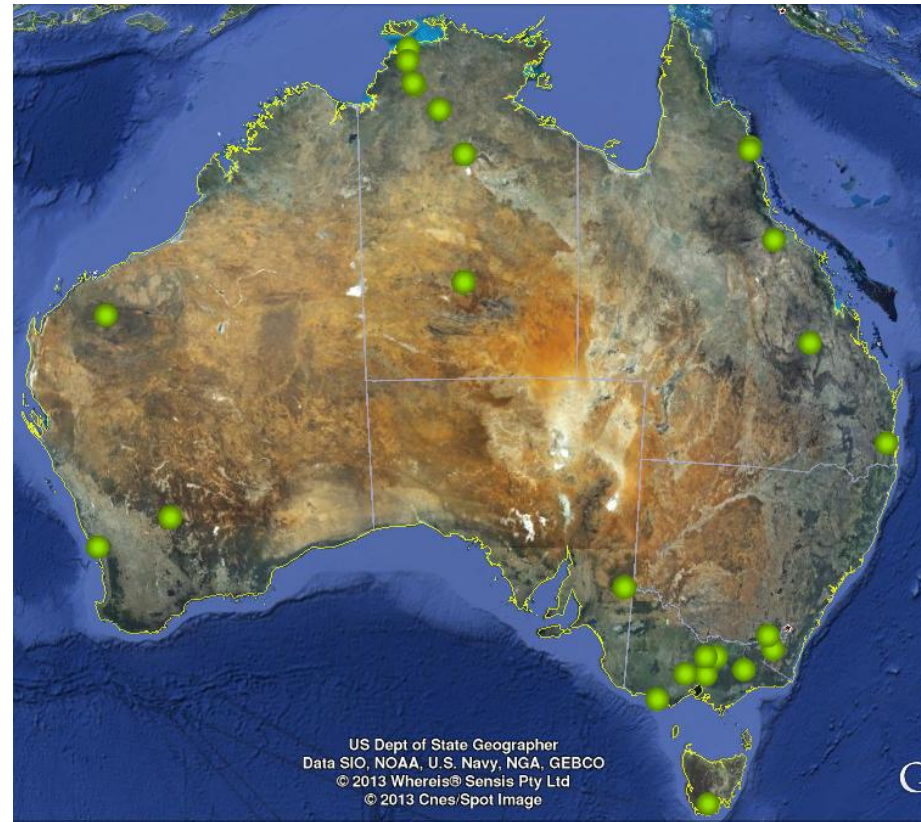 US Dept of State Geographer
Data SIO, NOAA, U.S. Navy, NGA, GEBCO
© 2013 Whereis® Sensis Pty Ltd
© 2013 Cnes/Spot Image